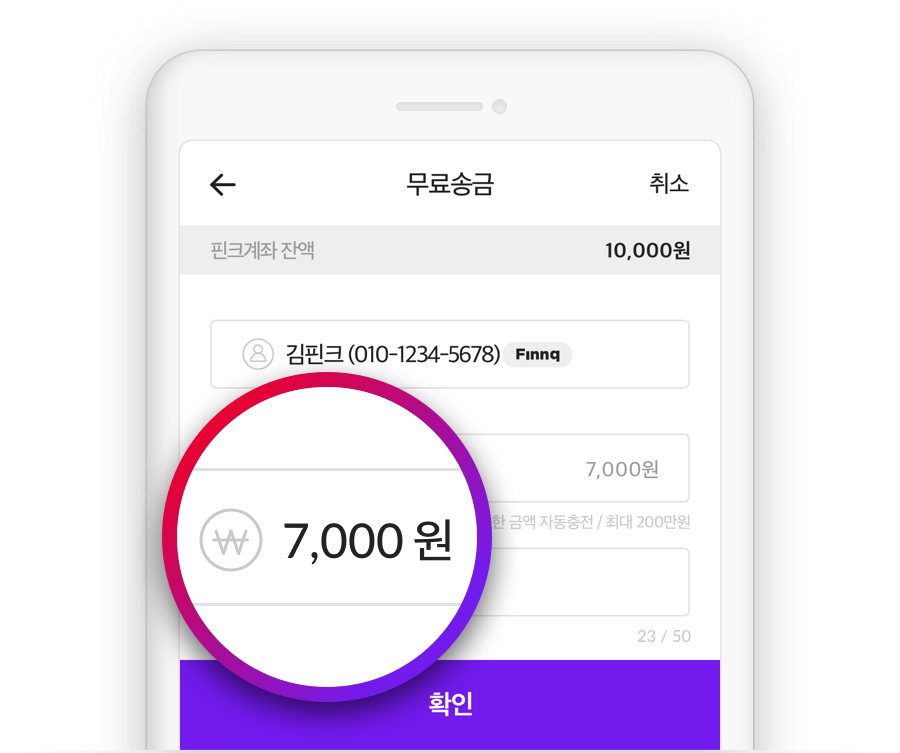 무료송금 취소
핀크계좌 잔액 10,000원
김핀크 (010-1234-5678) Finnq
7,000원
₩ 7,000 원
한 금액 자동충전 / 최대 200만원
23 / 50
확인